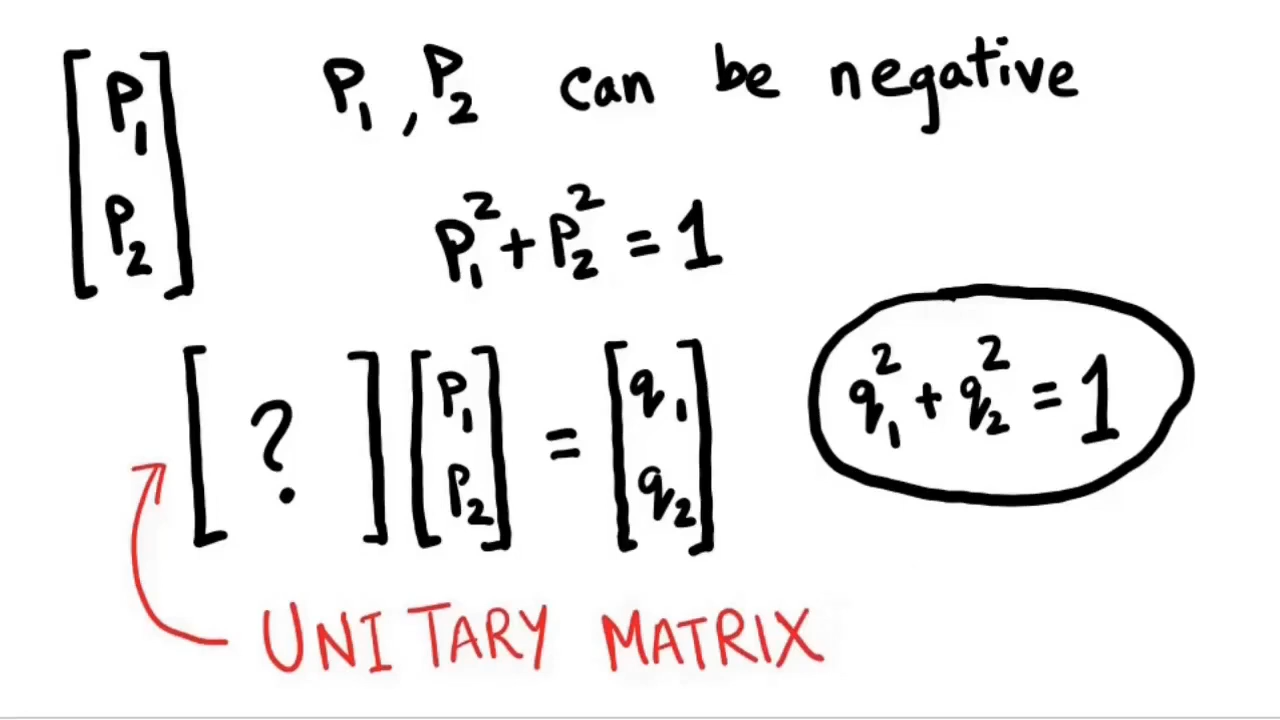 [P₁ P₂] P₁, P₂ can be negative
P₁² + P₂² = 1
[?] [P₁ P₂] = [q₁ q₂]
q₁² + q₂² = 1
UNITARY MATRIX